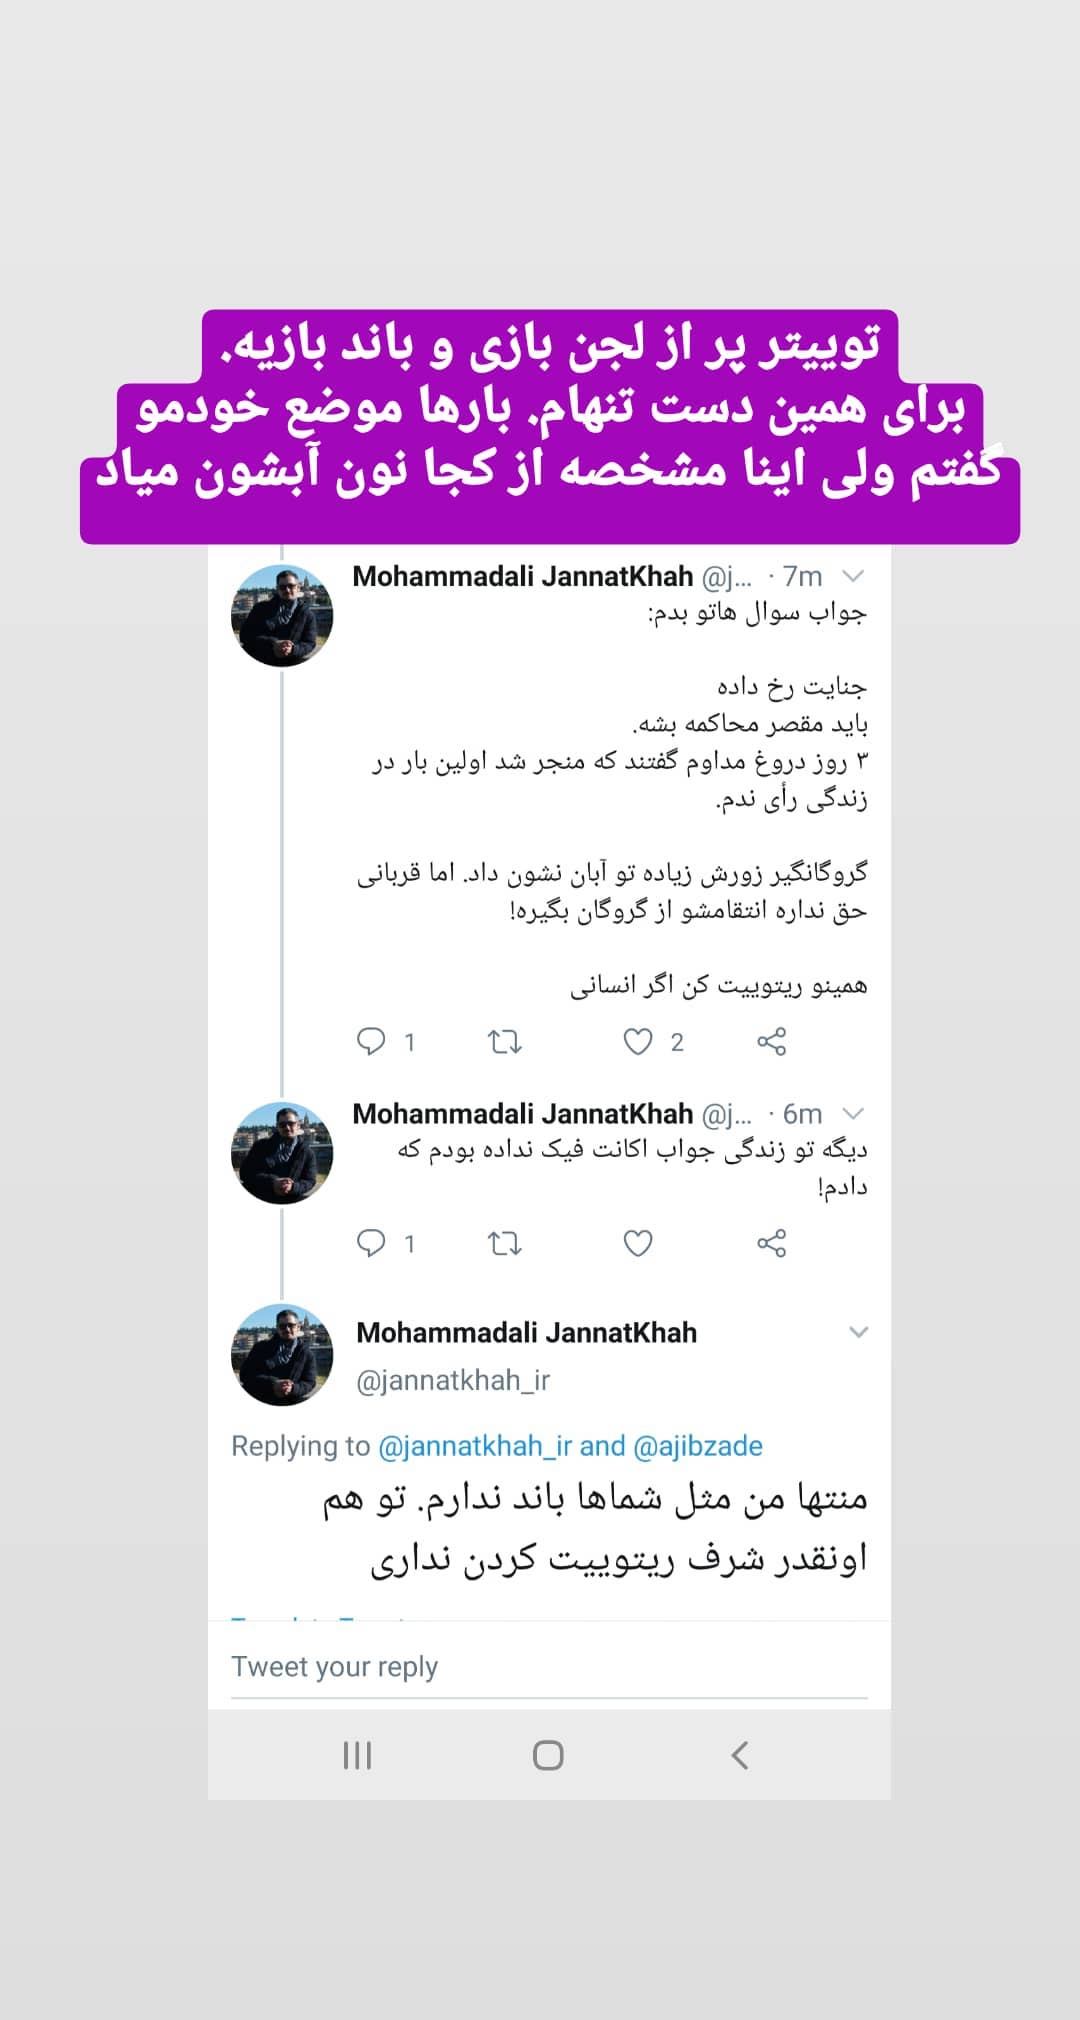 توییتر پر از لجن بازی و باند بازیه.
برای همین دست تنهام. بارها موضع خودمو
گفتم ولی اینا مشخصه از کجا نون آبشون میاد
Mohammadali JannatKhah @j... · 7m
جواب سوال هاتو بدم:
جنایت رخ داده
باید مقصر محاکمه بشه.
۳ روز دروغ مداوم گفتند که منجر شد اولین بار در
زندگی رأی ندم.
گروگانگیر زورش زیاده تو آبان نشون داد. اما قربانی
حق نداره انتقامشو از گروگان بگیره!
همینو ریتوییت کن اگر انسانی
1 2
Mohammadali JannatKhah @j... · 6m
دیگه تو زندگی جواب اکانت فیک نداده بودم که
دادم!
1
Mohammadali JannatKhah
@jannatkhah_ir
Replying to @jannatkhah_ir and @ajibzade
منتها من مثل شماها باند ندارم. تو هم
اونقدر شرف ریتوییت کردن نداری
Tweet your reply